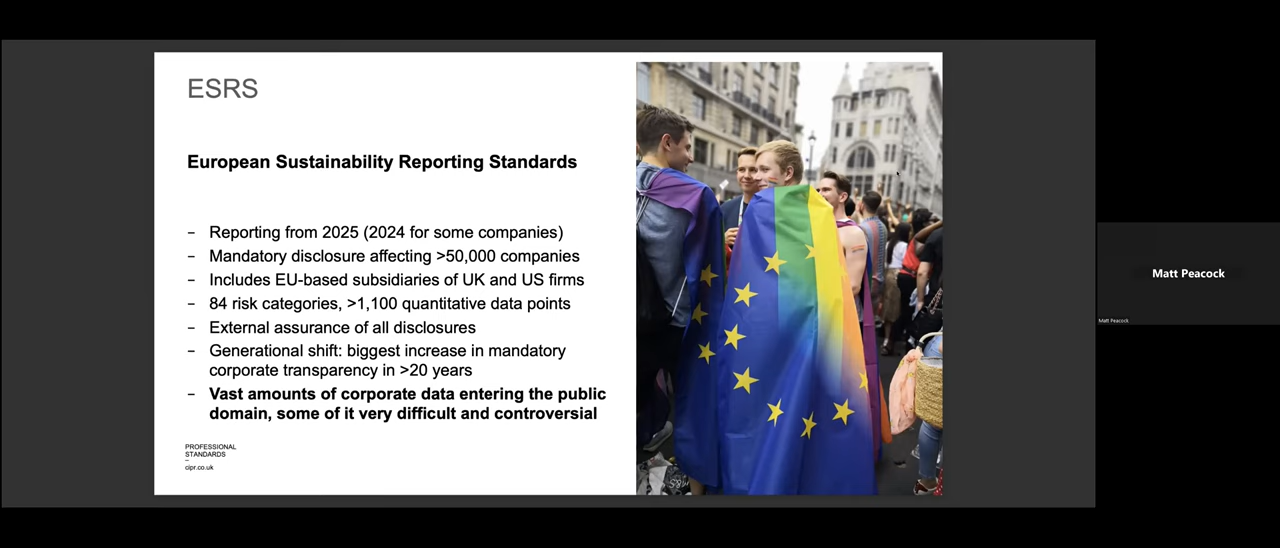 ESRS
European Sustainability Reporting Standards
– Reporting from 2025 (2024 for some companies)
– Mandatory disclosure affecting >50,000 companies
– Includes EU-based subsidiaries of UK and US firms
– 84 risk categories, >1,100 quantitative data points
– External assurance of all disclosures
– Generational shift: biggest increase in mandatory
corporate transparency in >20 years
– Vast amounts of corporate data entering the public
domain, some of it very difficult and controversial
PROFESSIONAL
STANDARDS
–
cipr.co.uk
Matt Peacock
Matt Peacock